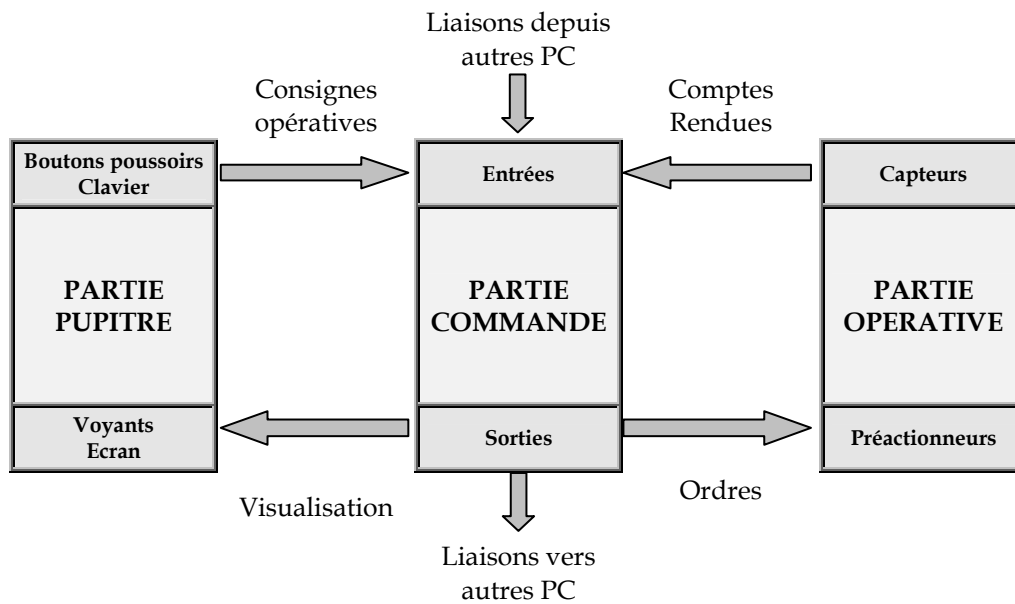 Liaisons depuis
autres PC
Consignes
opératives
Comptes
Rendues
Boutons poussoirs
Clavier
Entrées
Capteurs
PARTIE
PUPITRE
PARTIE
COMMANDE
PARTIE
OPERATIVE
Voyants
Ecran
Sorties
Préactionneurs
Visualisation
Ordres
Liaisons vers
autres PC